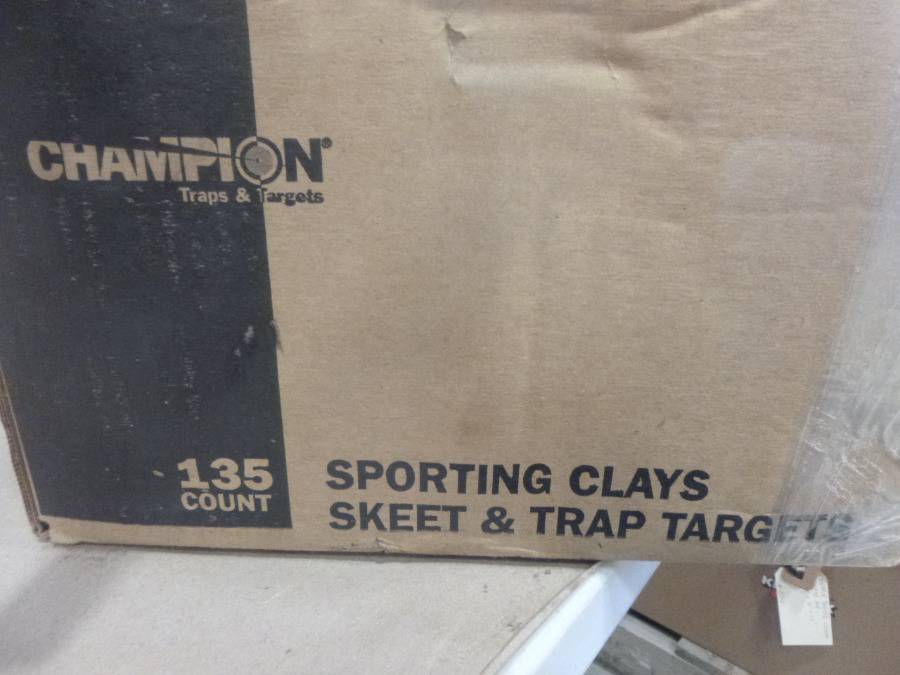 CHAMPION®
Traps & Targets
135
COUNT
SPORTING CLAYS
SKEET & TRAP TARGETS